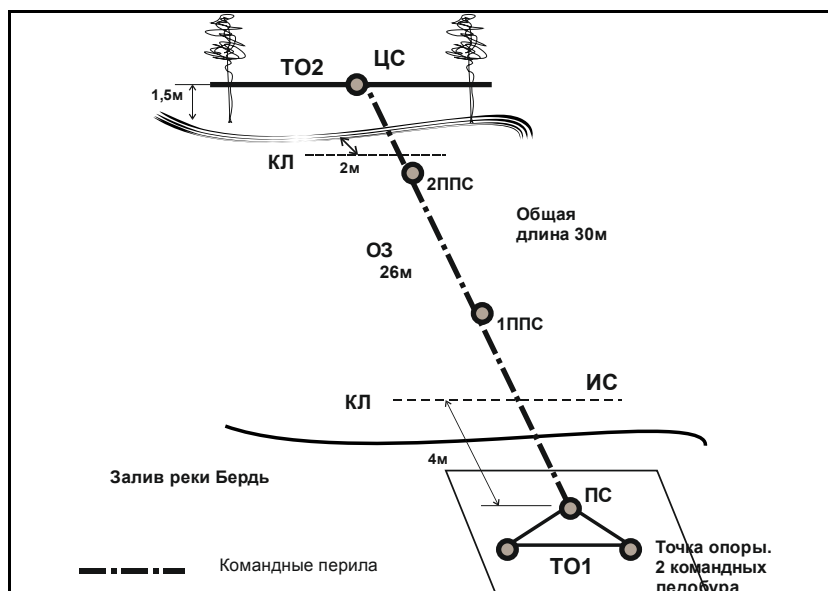 ТО2
ЦС
1,5м
КЛ
2м
2ППС
Общая
длина 30м
ОЗ
26м
1ППС
ИС
КЛ
4м
Залив реки Бердь
ПС
Точка опоры.
2 командных
ледобура
ТО1
Командные перила